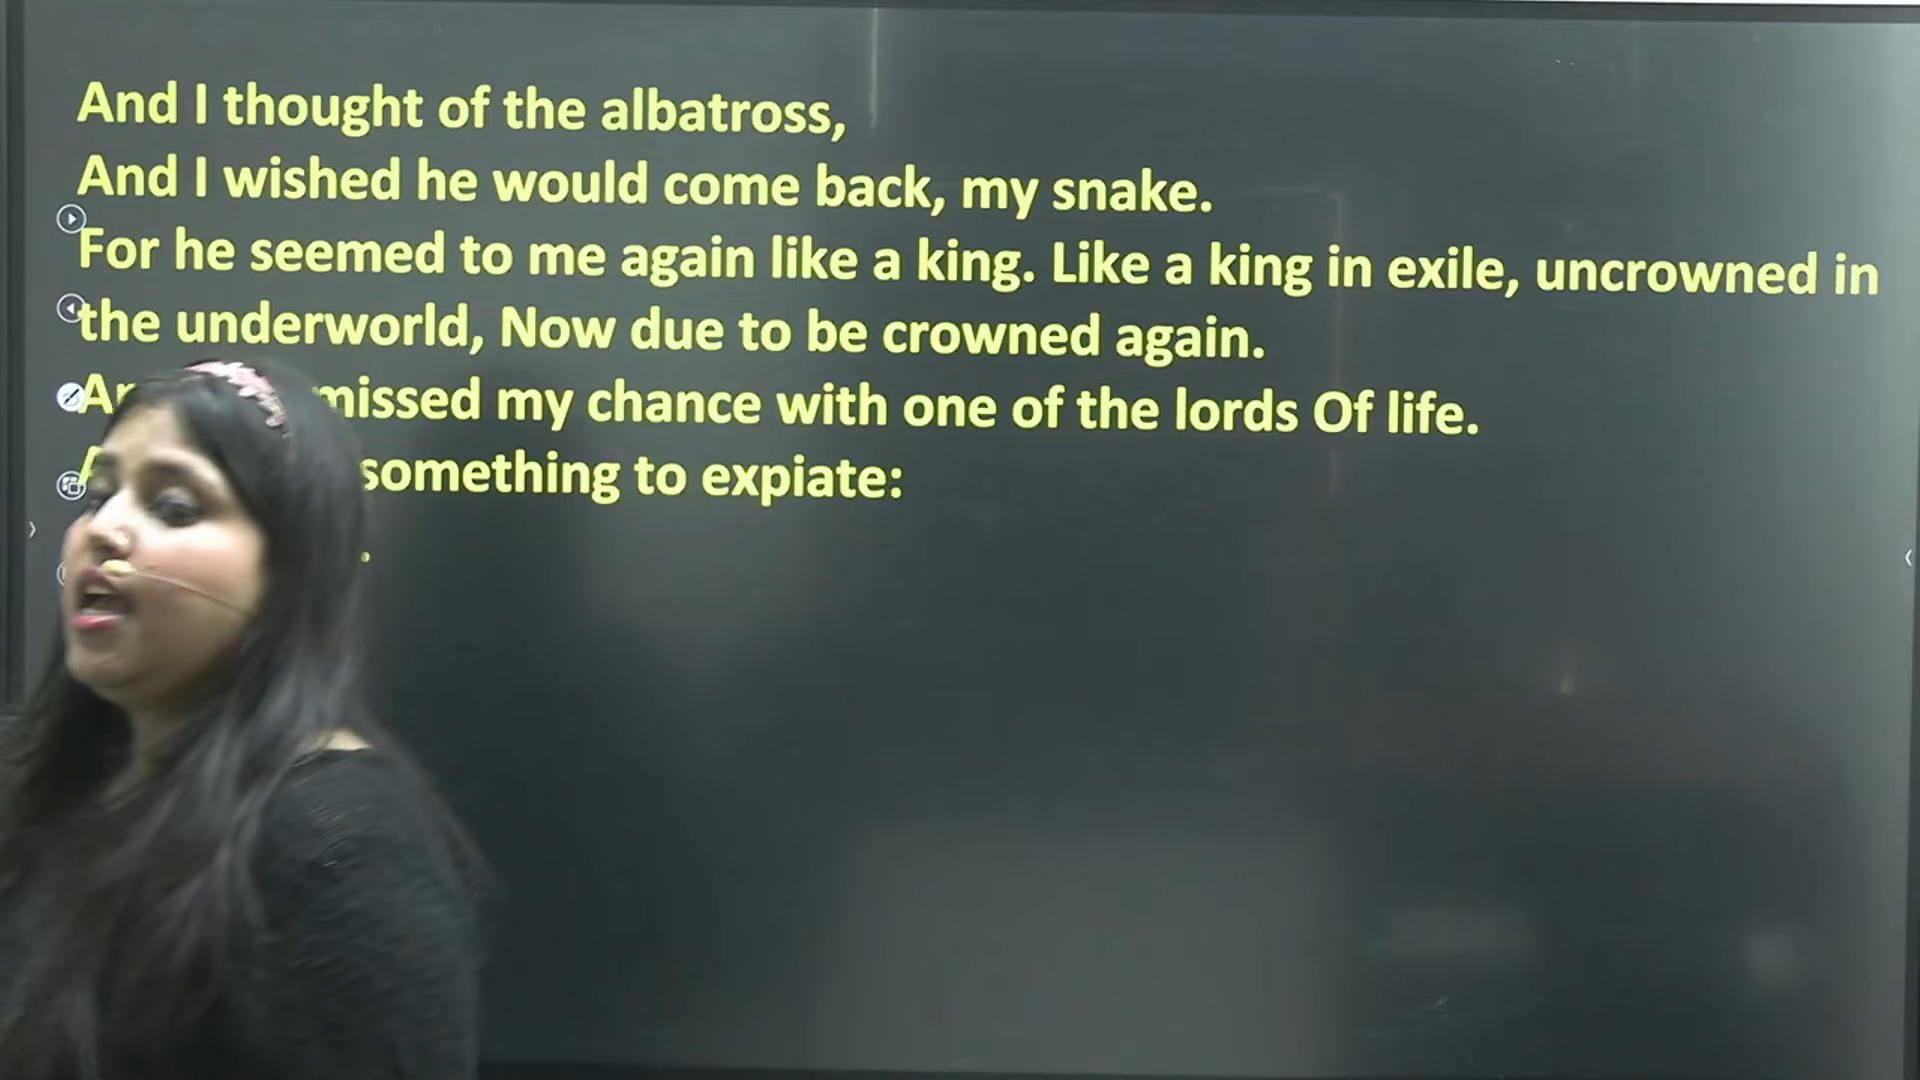 And I thought of the albatross,
And I wished he would come back, my snake.
For he seemed to me again like a king. Like a king in exile, uncrowned in
the underworld, Now due to be crowned again.
missed my chance with one of the lords Of life.
something to expiate: